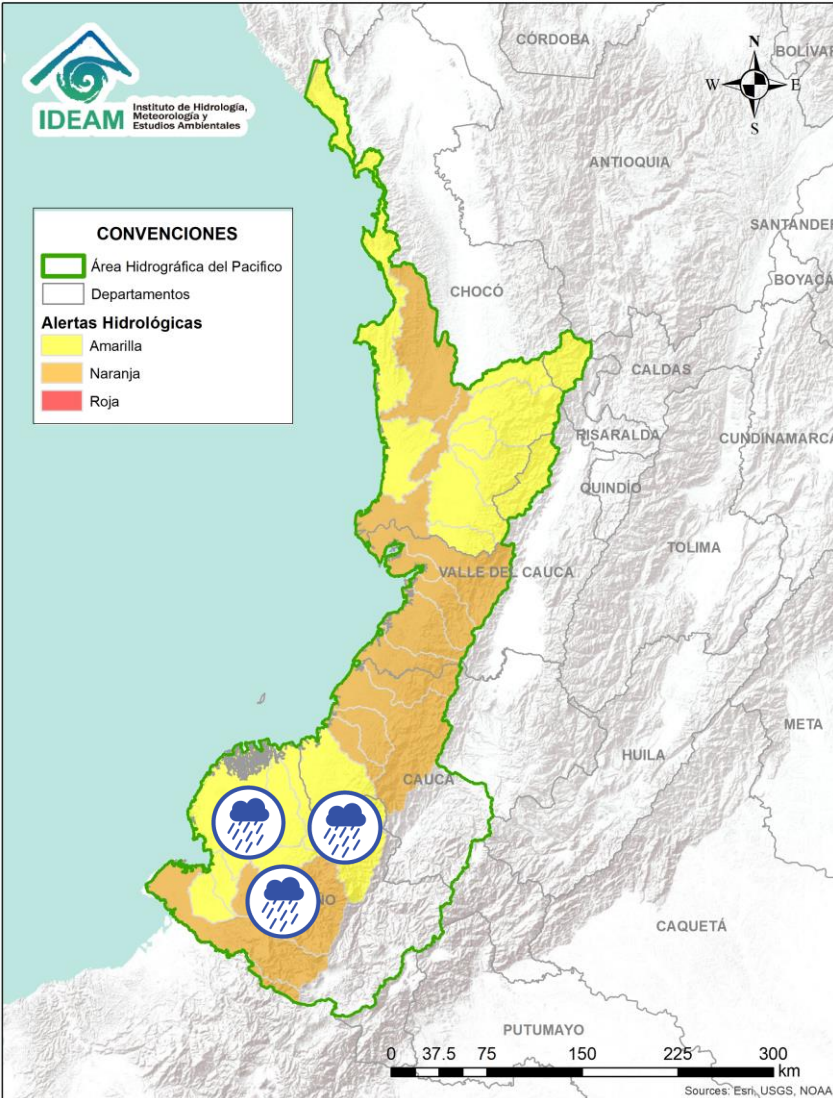 IDEAM
Instituto de Hidrología,
Meteorología y
Estudios Ambientales
CÓRDOBA
BOLÍVAR
N
W
E
S
ANTIOQUIA
SANTANDER
CONVENCIONES
Área Hidrográfica del Pacifico
Departamentos
Alertas Hidrológicas
Amarilla
Naranja
Roja
CHOCÓ
BOYACÁ
CALDAS
RISARALDA
CUNDINAMARCA
QUINDÍO
TOLIMA
VALLE DEL CAUCA
META
HUILA
CAUCA
ÑO
CAQUETÁ
PUTUMAYO
0 37.5 75 150 225 300
km
Sources: Esri, USGS, NOAA